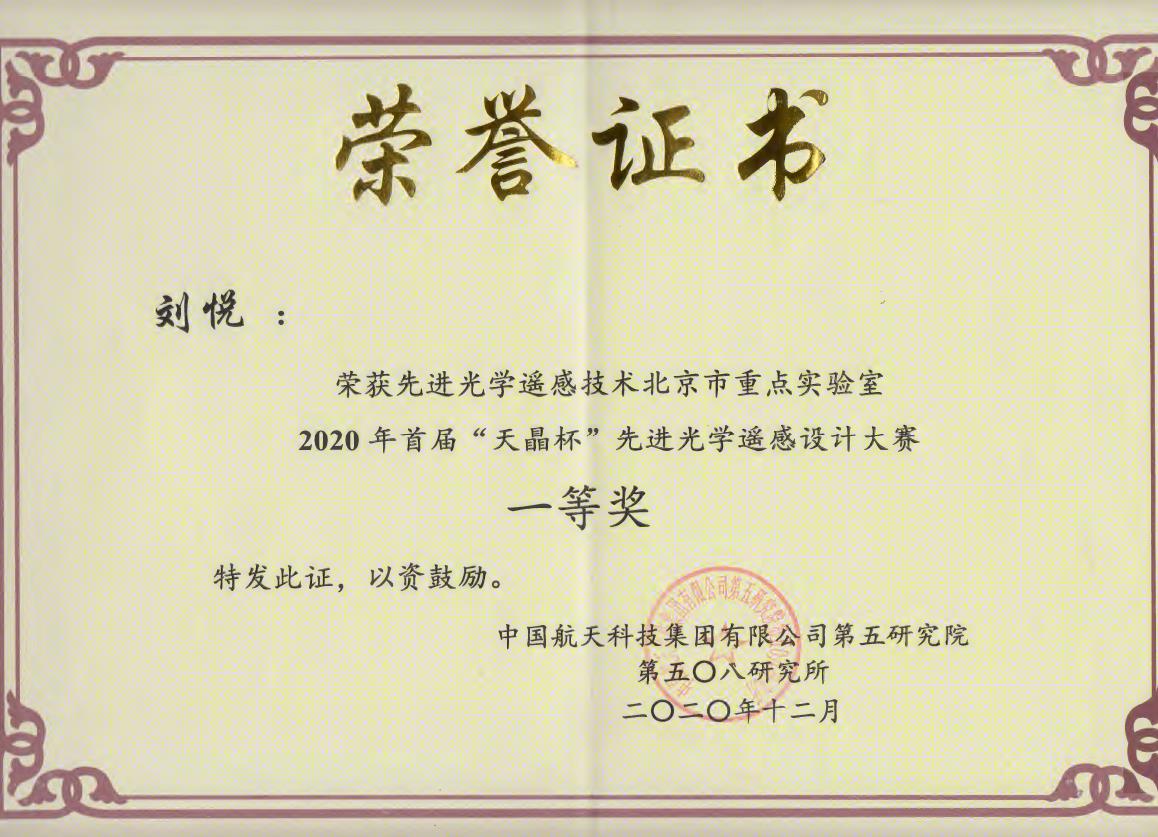 荣誉证书
刘悦：
荣获先进光学遥感技术北京市重点实验室
2020年首届“天晶杯”先进光学遥感设计大赛
一等奖
特发此证，以资鼓励。
中国航天科技集团有限公司第五研究院
第五〇八研究所
二〇二〇年十二月